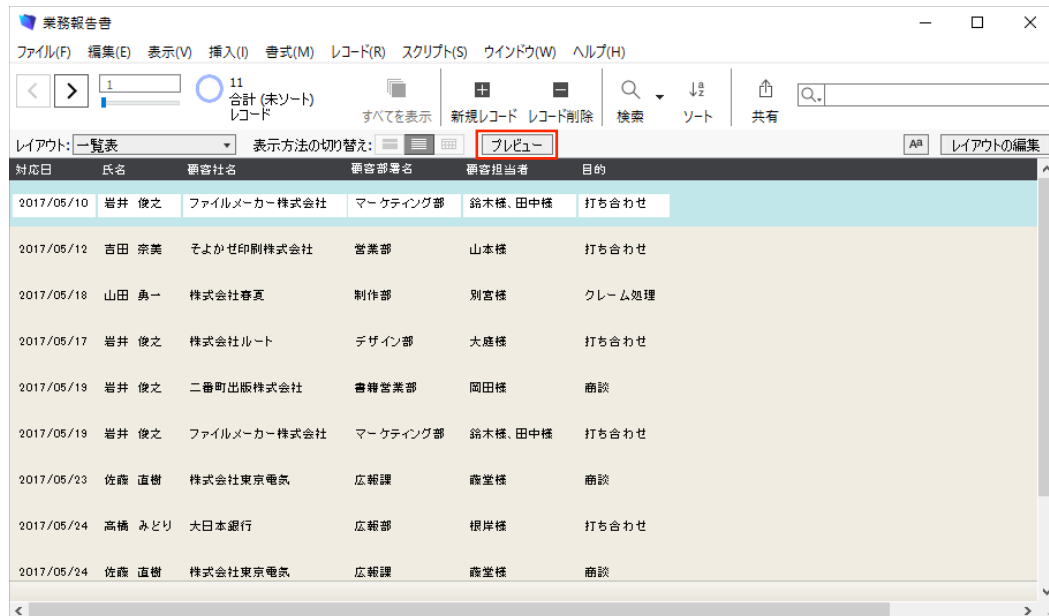 業務報告書
ファイル(F) 編集(E) 表示(V) 挿入(I) 書式(M) レコード(R) スクリプト(S) ウインドウ(W) ヘルプ(H)
1
11
合計 (未ソート)
レコード
すべてを表示 新規レコード レコード削除 検索 ソート 共有
レイアウト: 一覧表 表示方法の切り替え: プレビュー Aª レイアウトの編集
対応日 氏名 顧客社名 顧客部署名 顧客担当者 目的
2017/05/10 岩井 俊之 ファイルメーカー株式会社 マーケティング部 鈴木様、田中様 打ち合わせ
2017/05/12 吉田 奈美 そよかぜ印刷株式会社 営業部 山本様 打ち合わせ
2017/05/18 山田 勇一 株式会社春夏 制作部 別宮様 クレーム処理
2017/05/17 岩井 俊之 株式会社ルート デザイン部 大庭様 打ち合わせ
2017/05/19 岩井 俊之 二番町出版株式会社 書籍営業部 岡田様 商談
2017/05/19 岩井 俊之 ファイルメーカー株式会社 マーケティング部 鈴木様、田中様 打ち合わせ
2017/05/23 佐藤 直樹 株式会社東京電気 広報課 藤堂様 商談
2017/05/24 高橋 みどり 大日本銀行 広報部 根岸様 打ち合わせ
2017/05/24 佐藤 直樹 株式会社東京電気 広報課 藤堂様 商談